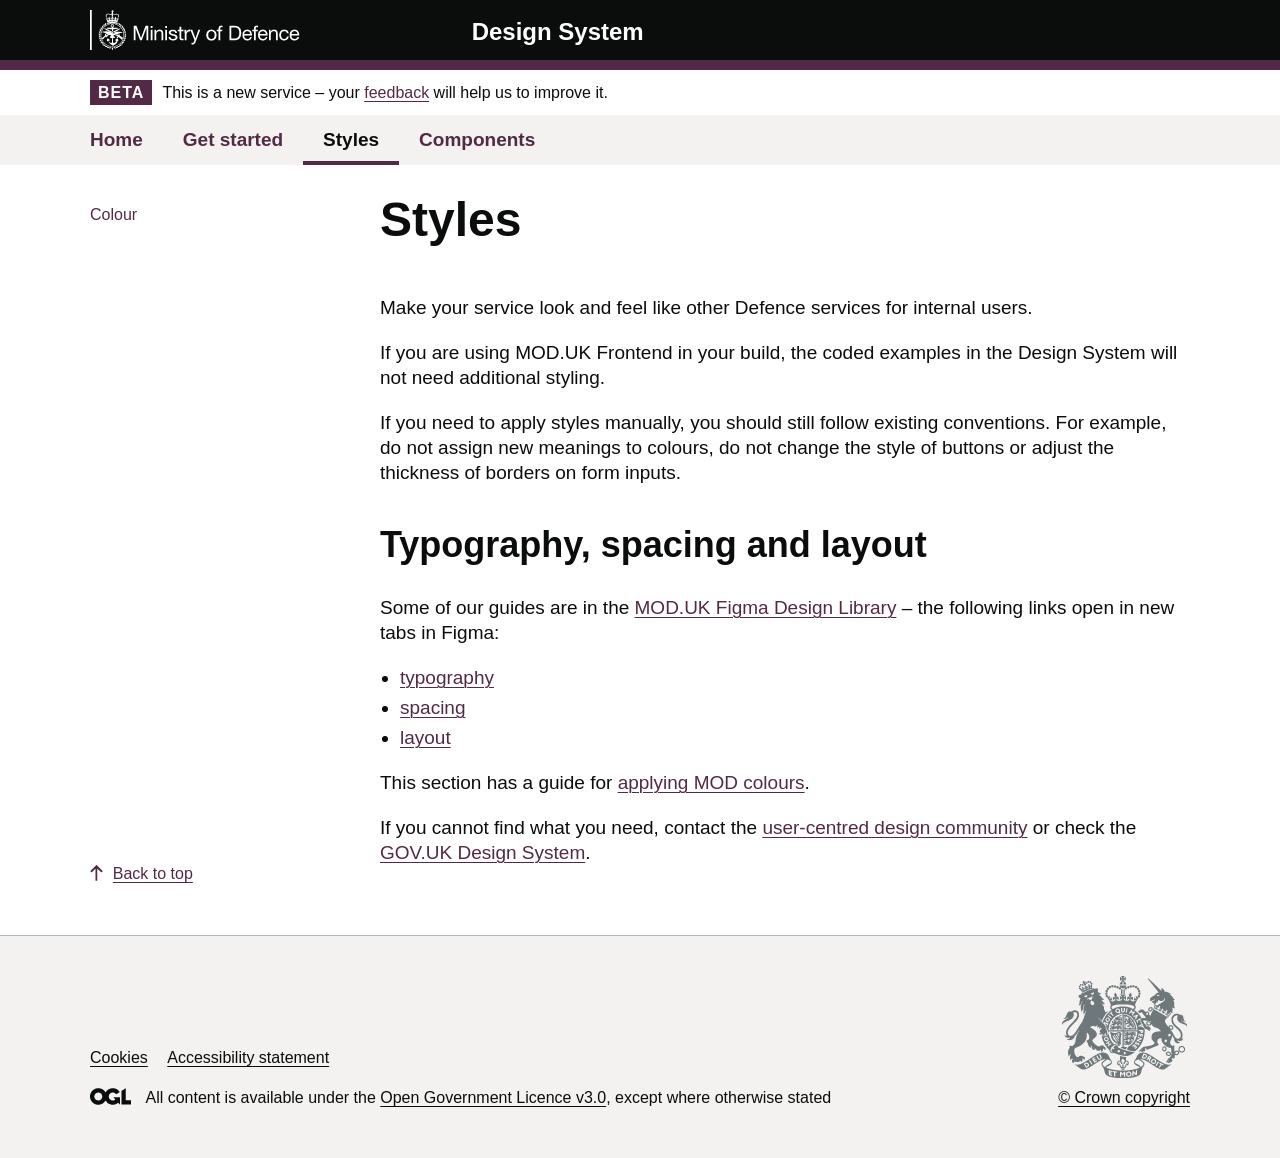 Ministry of Defence
Design System
BETA This is a new service – your feedback will help us to improve it.
Home Get started Styles Components
Colour
Styles
Make your service look and feel like other Defence services for internal users.
If you are using MOD.UK Frontend in your build, the coded examples in the Design System will
not need additional styling.
If you need to apply styles manually, you should still follow existing conventions. For example,
do not assign new meanings to colours, do not change the style of buttons or adjust the
thickness of borders on form inputs.
Typography, spacing and layout
Some of our guides are in the MOD.UK Figma Design Library – the following links open in new
tabs in Figma:
typography
spacing
layout
This section has a guide for applying MOD colours.
If you cannot find what you need, contact the user-centred design community or check the
GOV.UK Design System.
Back to top
Cookies Accessibility statement
OGL All content is available under the Open Government Licence v3.0, except where otherwise stated
DIEU ET MON DROIT
© Crown copyright